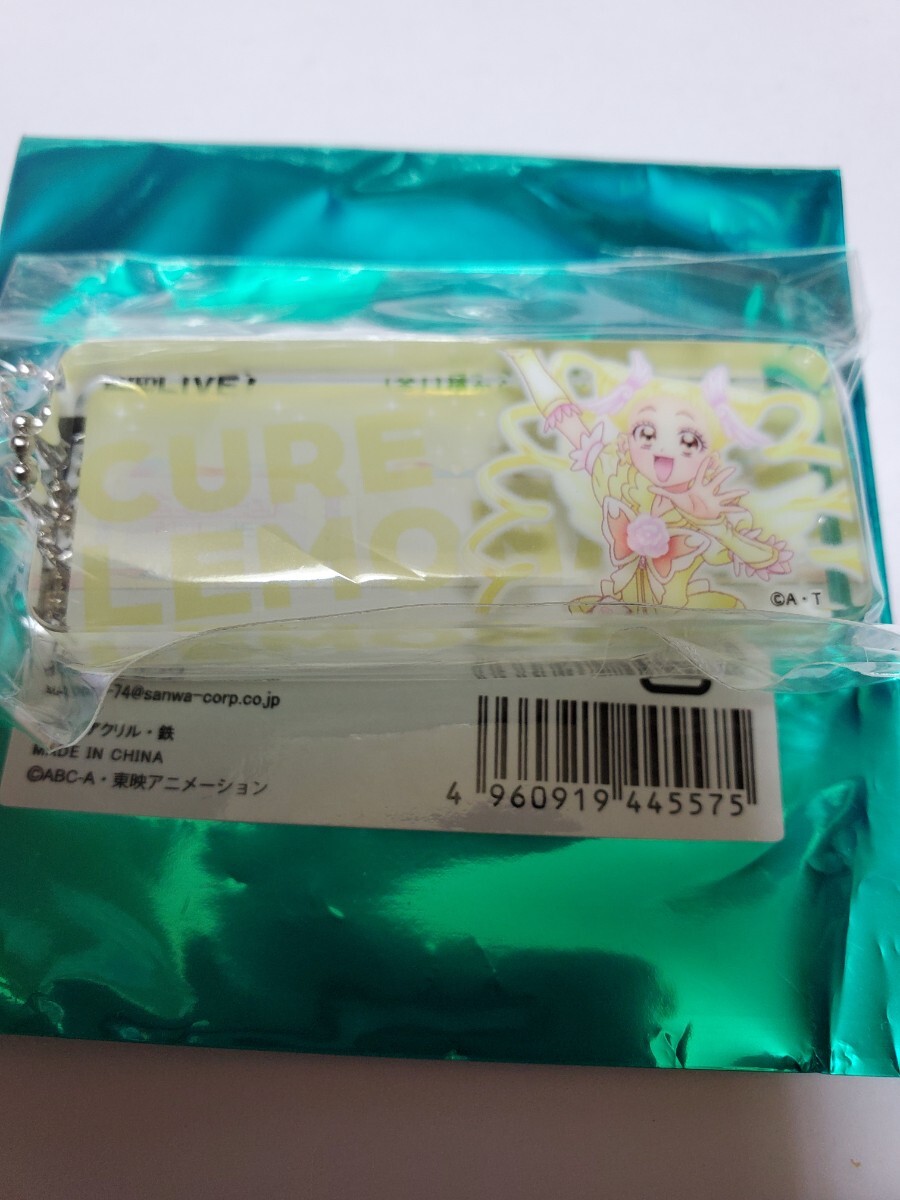 LIVE!
CURE
LEMO
©A・T
-74@sanwa-corp.co.jp
アクリル・鉄
MADE IN CHINA
©ABC-A・東映アニメーション
4 960919 445575